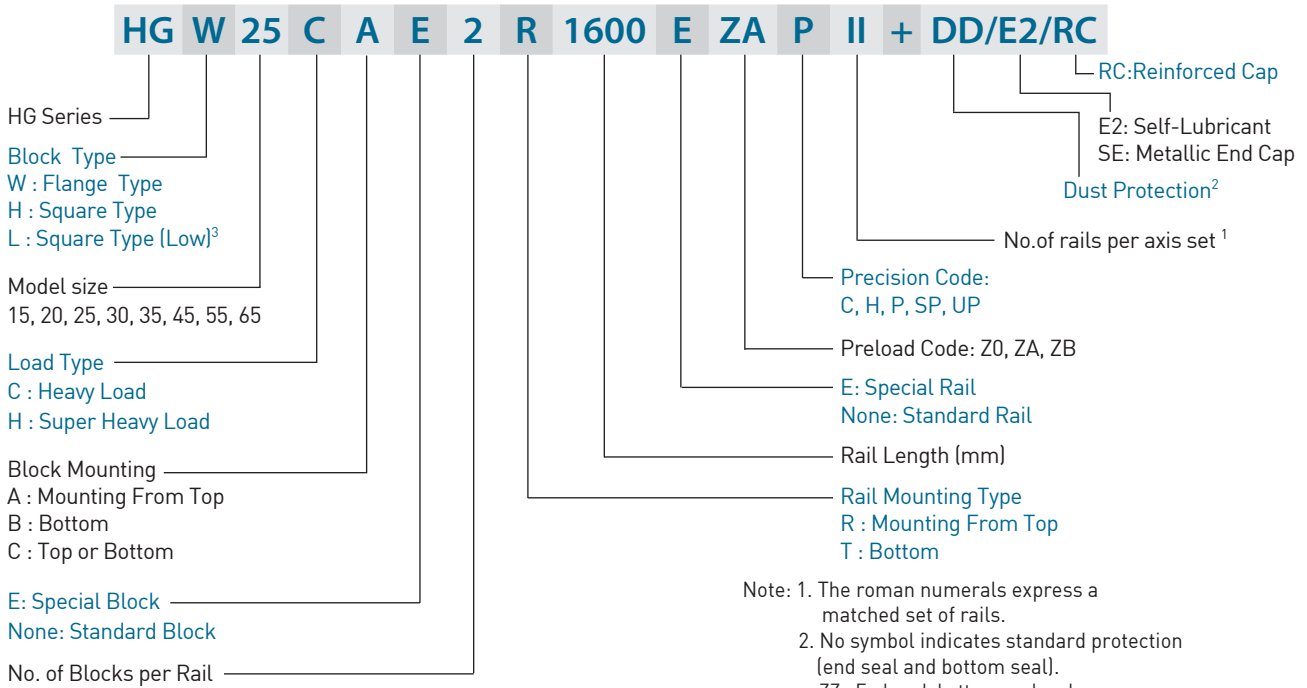 HG W 25 C A E 2 R 1600 E ZA P II + DD/E2/RC
HG Series
Block Type
W : Flange Type
H : Square Type
L : Square Type (Low)3
Model size
15, 20, 25, 30, 35, 45, 55, 65
Load Type
C : Heavy Load
H : Super Heavy Load
Block Mounting
A : Mounting From Top
B : Bottom
C : Top or Bottom
E: Special Block
None: Standard Block
No. of Blocks per Rail
RC:Reinforced Cap
E2: Self-Lubricant
SE: Metallic End Cap
Dust Protection2
No.of rails per axis set 1
Precision Code:
C, H, P, SP, UP
Preload Code: Z0, ZA, ZB
E: Special Rail
None: Standard Rail
Rail Length (mm)
Rail Mounting Type
R : Mounting From Top
T : Bottom
Note: 1. The roman numerals express a
matched set of rails.
2. No symbol indicates standard protection
(end seal and bottom seal).